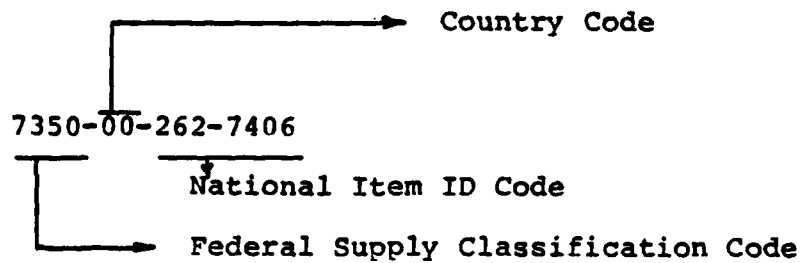 Country Code
7350-00-262-7406
National Item ID Code
Federal Supply Classification Code